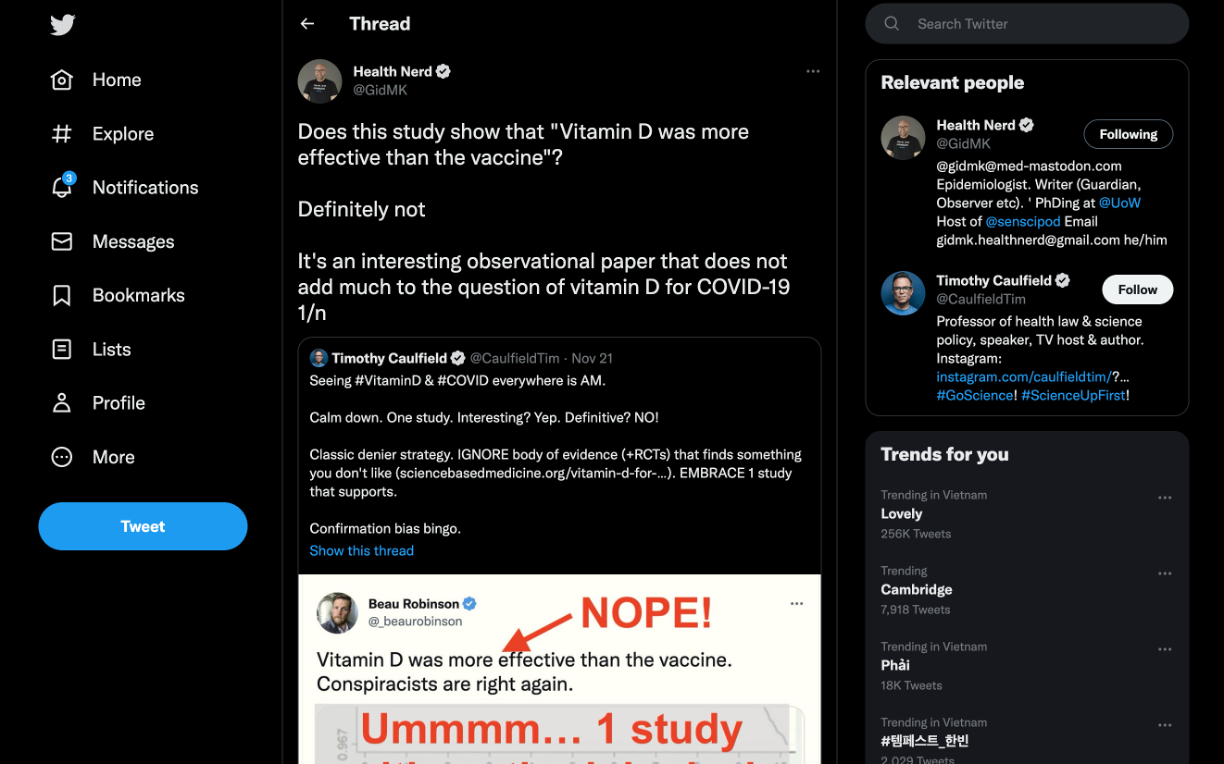 Home
Explore
3
Notifications
Messages
Bookmarks
Lists
Profile
More
Tweet
Thread
Health Nerd
@GidMK
Does this study show that "Vitamin D was more
effective than the vaccine"?
Definitely not
It's an interesting observational paper that does not
add much to the question of vitamin D for COVID-19
1/n
Timothy Caulfield @CaulfieldTim · Nov 21
Seeing #VitaminD & #COVID everywhere is AM.
Calm down. One study. Interesting? Yep. Definitive? NO!
Classic denier strategy. IGNORE body of evidence (+RCTs) that finds something
you don't like (sciencebasedmedicine.org/vitamin-d-for-...). EMBRACE 1 study
that supports.
Confirmation bias bingo.
Show this thread
Beau Robinson
@_beaurobinson
NOPE!
Vitamin D was more effective than the vaccine.
Conspiracists are right again.
Ummmm... 1 study
0.967
Search Twitter
Relevant people
Health Nerd
@GidMK
Following
@gidmk@med-mastodon.com
Epidemiologist. Writer (Guardian,
Observer etc). ' PhDing at @UoW
Host of @senscipod Email
gidmk.healthnerd@gmail.com he/him
Timothy Caulfield
@CaulfieldTim
Follow
Professor of health law & science
policy, speaker, TV host & author.
Instagram:
instagram.com/caulfieldtim/?...
#GoScience! #ScienceUpFirst!
Trends for you
Trending in Vietnam
Lovely
256K Tweets
Trending
Cambridge
7,918 Tweets
Trending in Vietnam
Phải
18K Tweets
Trending in Vietnam
#템페스트_한빈
2,029 Tweets